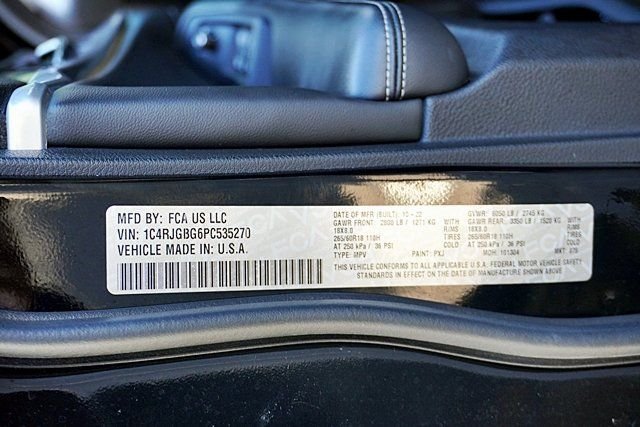 MFD BY: FCA US LLC
VIN: 1C4RJGBG6PC535270
VEHICLE MADE IN: U.S.A.
DATE OF MFR (BUILT): 10-22 GVWR: 6050 LB / 2745 KG
GAWR FRONT: 2800 LB / 1271 KG WITH GAWR REAR: 3350 LB / 1520 KG WITH
18X8.0 RIMS 18X8.0 RIMS
265/60R18 110H TIRES 265/60R18 110H TIRES
AT 250 kPa / 36 PSI COLD AT 250 kPa / 36 PSI COLD
TYPE: MPV PAINT: PXJ MDH: 101304 MKT:
THIS VEHICLE CONFORMS TO ALL APPLICABLE U.S.A. FEDERAL MOTOR VEHICLE SAFETY
STANDARDS IN EFFECT ON THE DATE OF MANUFACTURE SHOWN ABOVE